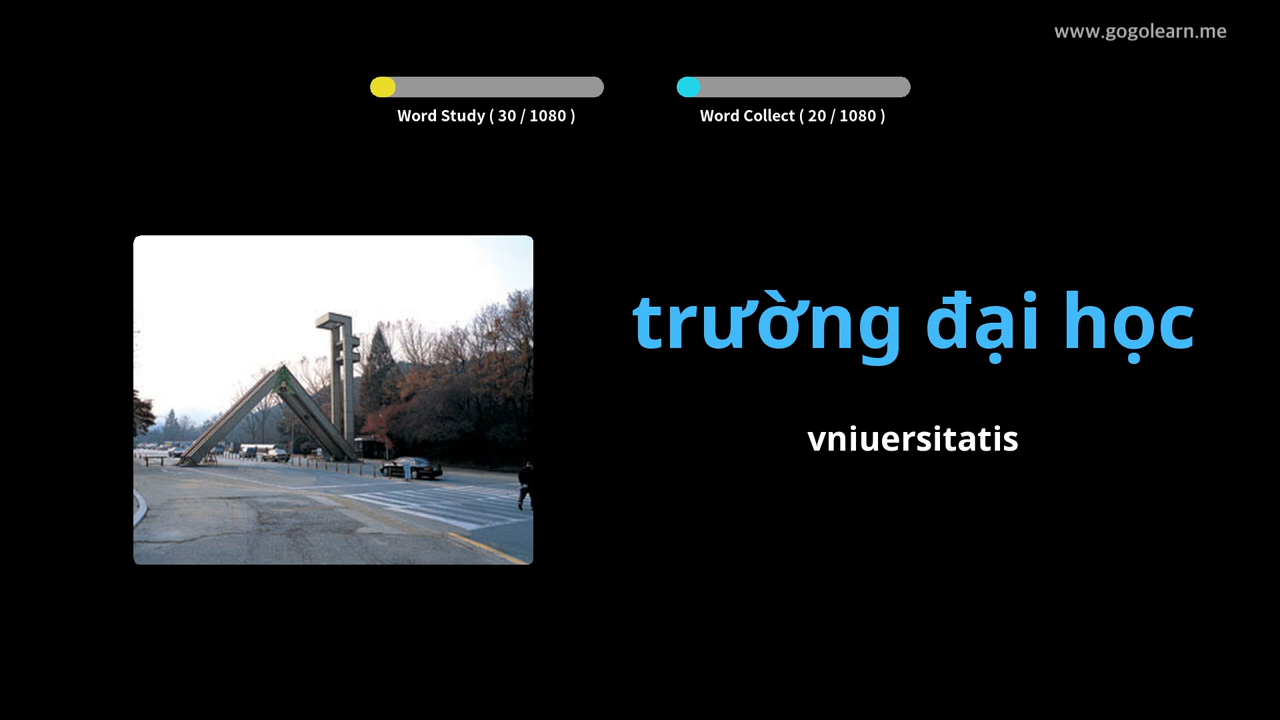 www.gogolearn.me
Word Study ( 30 / 1080 )
Word Collect ( 20 / 1080 )
trường đại học
vniuersitatis